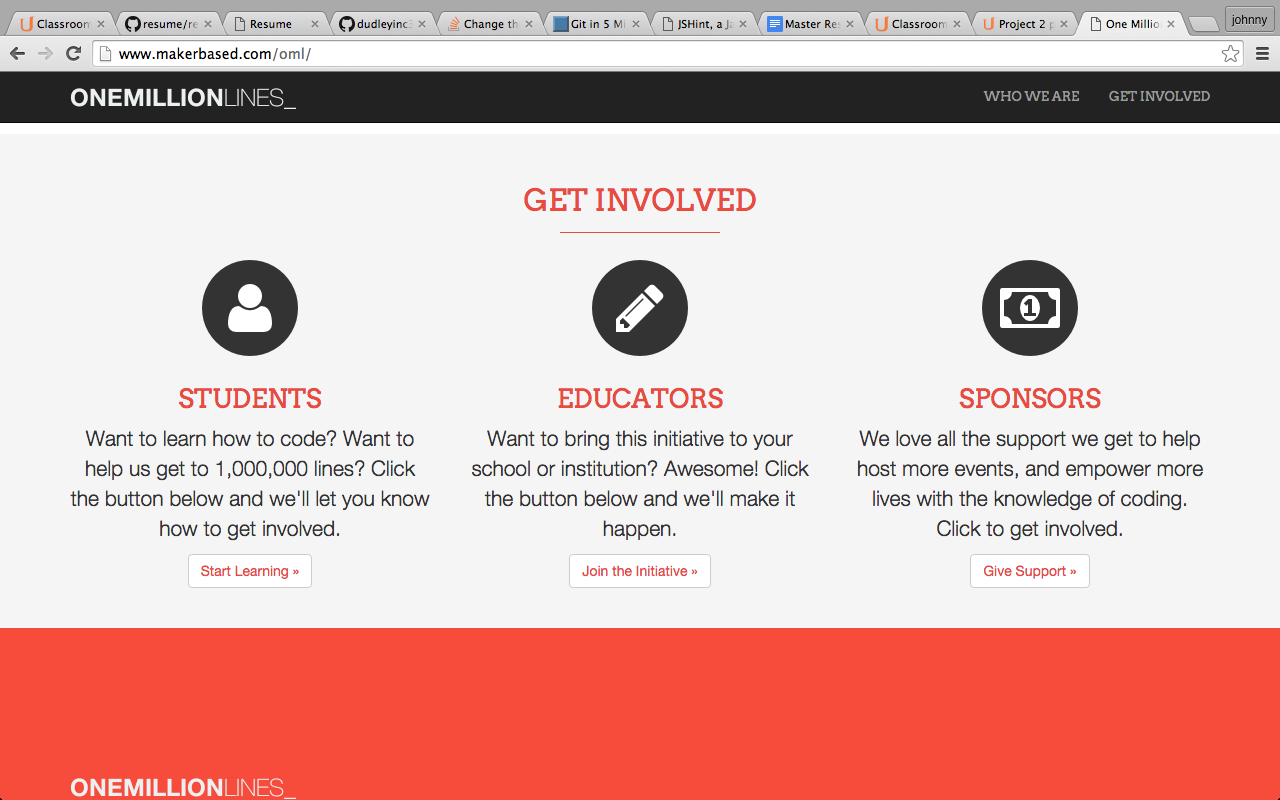 Classroom
resume/re
Resume
dudleyinc3
Change th
Git in 5 Mi
JSHint, a Ja
Master Res
Classroom
Project 2 p
One Millio
johnny
www.makerbased.com/oml/
ONEMILLIONLINES_
WHO WE ARE
GET INVOLVED
GET INVOLVED
1
STUDENTS
Want to learn how to code? Want to
help us get to 1,000,000 lines? Click
the button below and we'll let you know
how to get involved.
Start Learning »
EDUCATORS
Want to bring this initiative to your
school or institution? Awesome! Click
the button below and we'll make it
happen.
Join the Initiative »
SPONSORS
We love all the support we get to help
host more events, and empower more
lives with the knowledge of coding.
Click to get involved.
Give Support »
ONEMILLIONLINES_